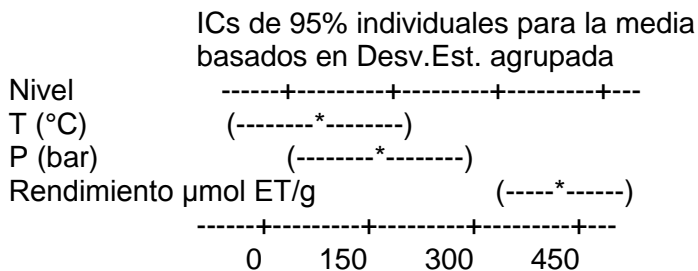 ICs de 95% individuales para la media
basados en Desv.Est. agrupada
Nivel ------+---------+---------+---------+---
T (°C) (--------*--------)
P (bar) (--------*--------)
Rendimiento µmol ET/g (-----*------)
------+---------+---------+---------+---
0 150 300 450